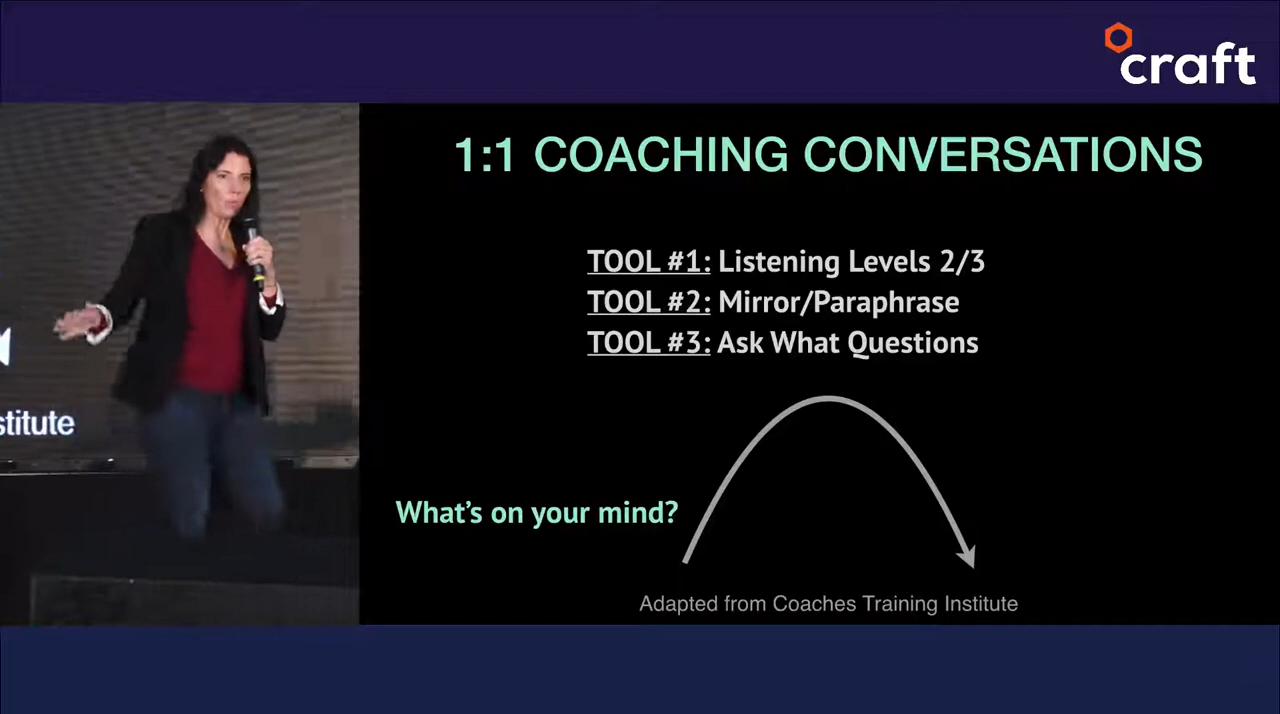 craft
1:1 COACHING CONVERSATIONS
TOOL #1: Listening Levels 2/3
TOOL #2: Mirror/Paraphrase
TOOL #3: Ask What Questions
What's on your mind?
Adapted from Coaches Training Institute
stitute